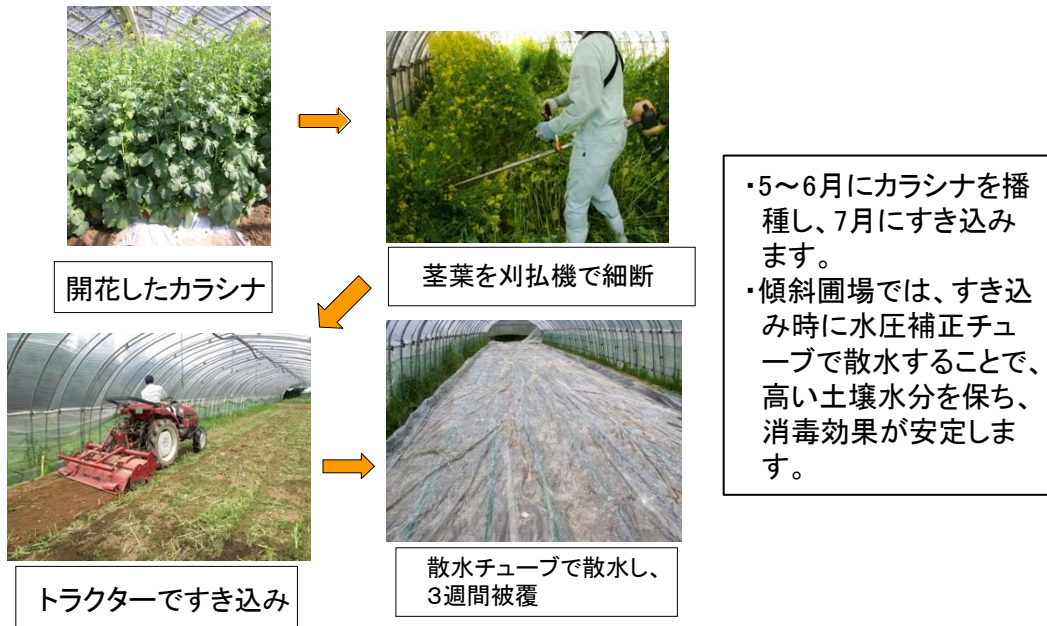 開花したカラシナ
茎葉を刈払機で細断
トラクターですき込み
散水チューブで散水し、
3週間被覆
・5～6月にカラシナを播
種し、7月にすき込み
ます。
・傾斜圃場では、すき込
み時に水圧補正チュ
ーブで散水することで、
高い土壌水分を保ち、
消毒効果が安定しま
す。